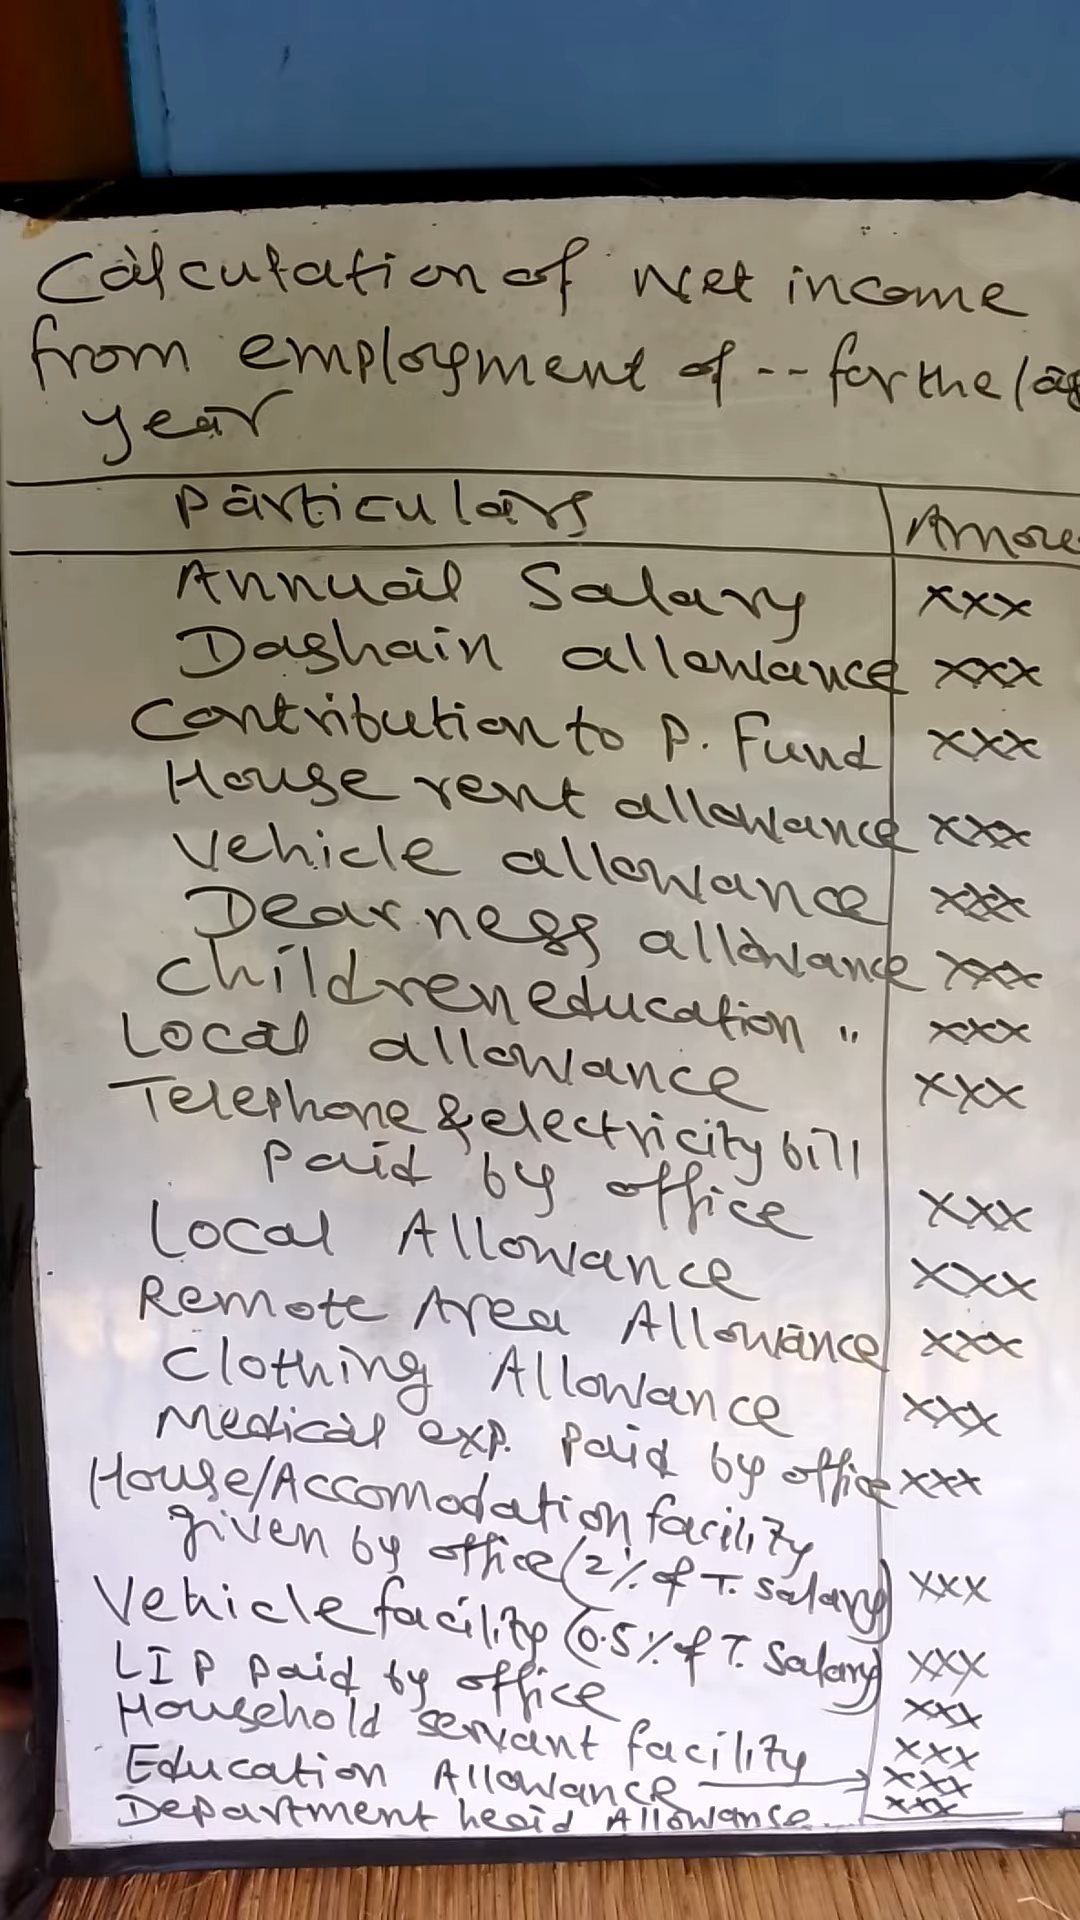 Calculation of Net income
from employment of -- for the
year
Particulars Amou
Annual Salary xxx
Dashain allowance xxx
Contribution to P. Fund xxx
House rent allowance xxx
Vehicle allowance xxx
Dearness allowance xxx
Children education " xxx
Local allowance xxx
Telephone & electricity bill
paid by office xxx
Local Allowance xxx
Remote Area Allowance xxx
Clothing Allowance xxx
Medical exp. paid by office xxx
House/Accomodation facility
given by office (2% of T. salary) xxx
Vehicle facility (0.5% of T. Salary) xxx
LIP paid by office xxx
Household servant facility xxx
Education Allowance xxx
Department head Allowance xxx